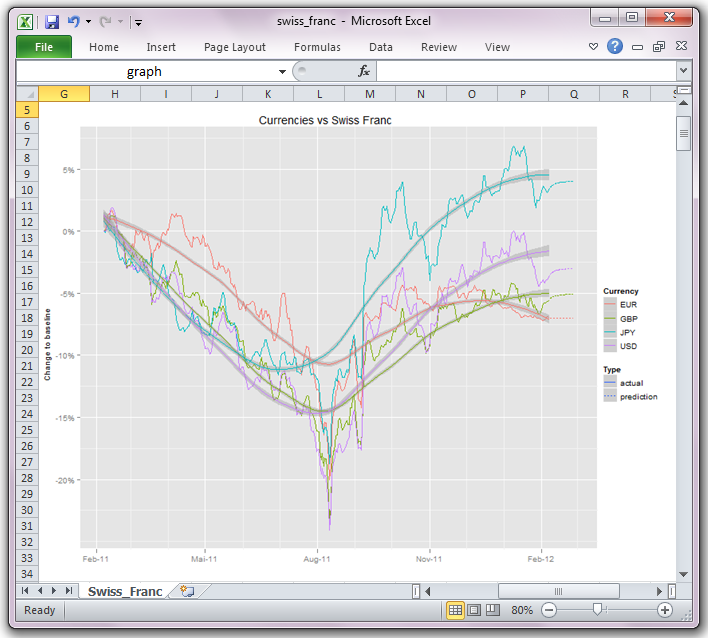 swiss_franc - Microsoft Excel
File Home Insert Page Layout Formulas Data Review View
graph fx
G H I J K L M N O P Q R
5
6
7
8
9
10
11
12
13
14
15
16
17
18
19
20
21
22
23
24
25
26
27
28
29
30
31
32
33
34
Currencies vs Swiss Franc
Change to baseline
5%
0%
-5%
-10%
-15%
-20%
Feb-11 Mai-11 Aug-11 Nov-11 Feb-12
Currency
EUR
GBP
JPY
USD
Type
actual
prediction
Swiss_Franc
Ready 80%